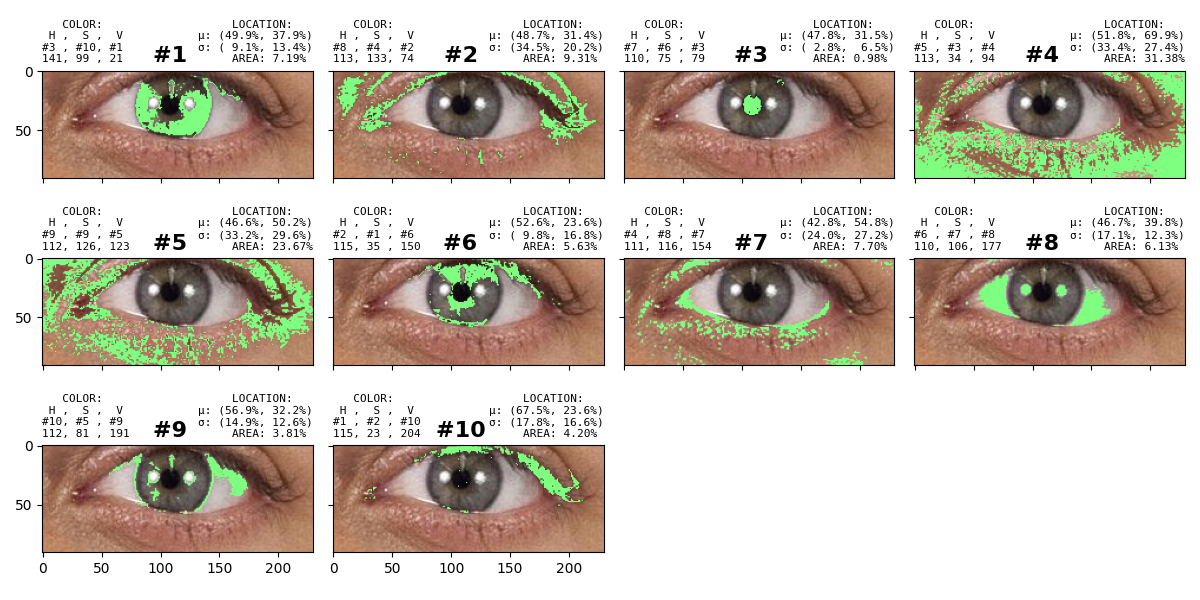 COLOR: LOCATION:
H , S , V μ: (49.9%, 37.9%)
#3 , #10, #1 #1 σ: ( 9.1%, 13.4%)
141, 99 , 21 AREA: 7.19%
COLOR: LOCATION:
H , S , V μ: (48.7%, 31.4%)
#8 , #4 , #2 #2 σ: (34.5%, 20.2%)
113, 133, 74 AREA: 9.31%
COLOR: LOCATION:
H , S , V μ: (47.8%, 31.5%)
#7 , #6 , #3 #3 σ: ( 2.8%, 6.5%)
110, 75 , 79 AREA: 0.98%
COLOR: LOCATION:
H , S , V μ: (51.8%, 69.9%)
#5 , #3 , #4 #4 σ: (33.4%, 27.4%)
113, 34 , 94 AREA: 31.38%
0
50
COLOR: LOCATION:
H , S , V μ: (46.6%, 50.2%)
#9 , #9 , #5 #5 σ: (33.2%, 29.6%)
112, 126, 123 AREA: 23.67%
COLOR: LOCATION:
H , S , V μ: (52.6%, 23.6%)
#2 , #1 , #6 #6 σ: ( 9.8%, 16.8%)
115, 35 , 150 AREA: 5.63%
COLOR: LOCATION:
H , S , V μ: (42.8%, 54.8%)
#4 , #8 , #7 #7 σ: (24.0%, 27.2%)
111, 116, 154 AREA: 7.70%
COLOR: LOCATION:
H , S , V μ: (46.7%, 39.8%)
#6 , #7 , #8 #8 σ: (17.1%, 12.3%)
110, 106, 177 AREA: 6.13%
0
50
COLOR: LOCATION:
H , S , V μ: (56.9%, 32.2%)
#10, #5 , #9 #9 σ: (14.9%, 12.6%)
112, 81 , 191 AREA: 3.81%
COLOR: LOCATION:
H , S , V μ: (67.5%, 23.6%)
#1 , #2 , #10 #10 σ: (17.8%, 16.6%)
115, 23 , 204 AREA: 4.20%
0
50
0 50 100 150 200
0 50 100 150 200